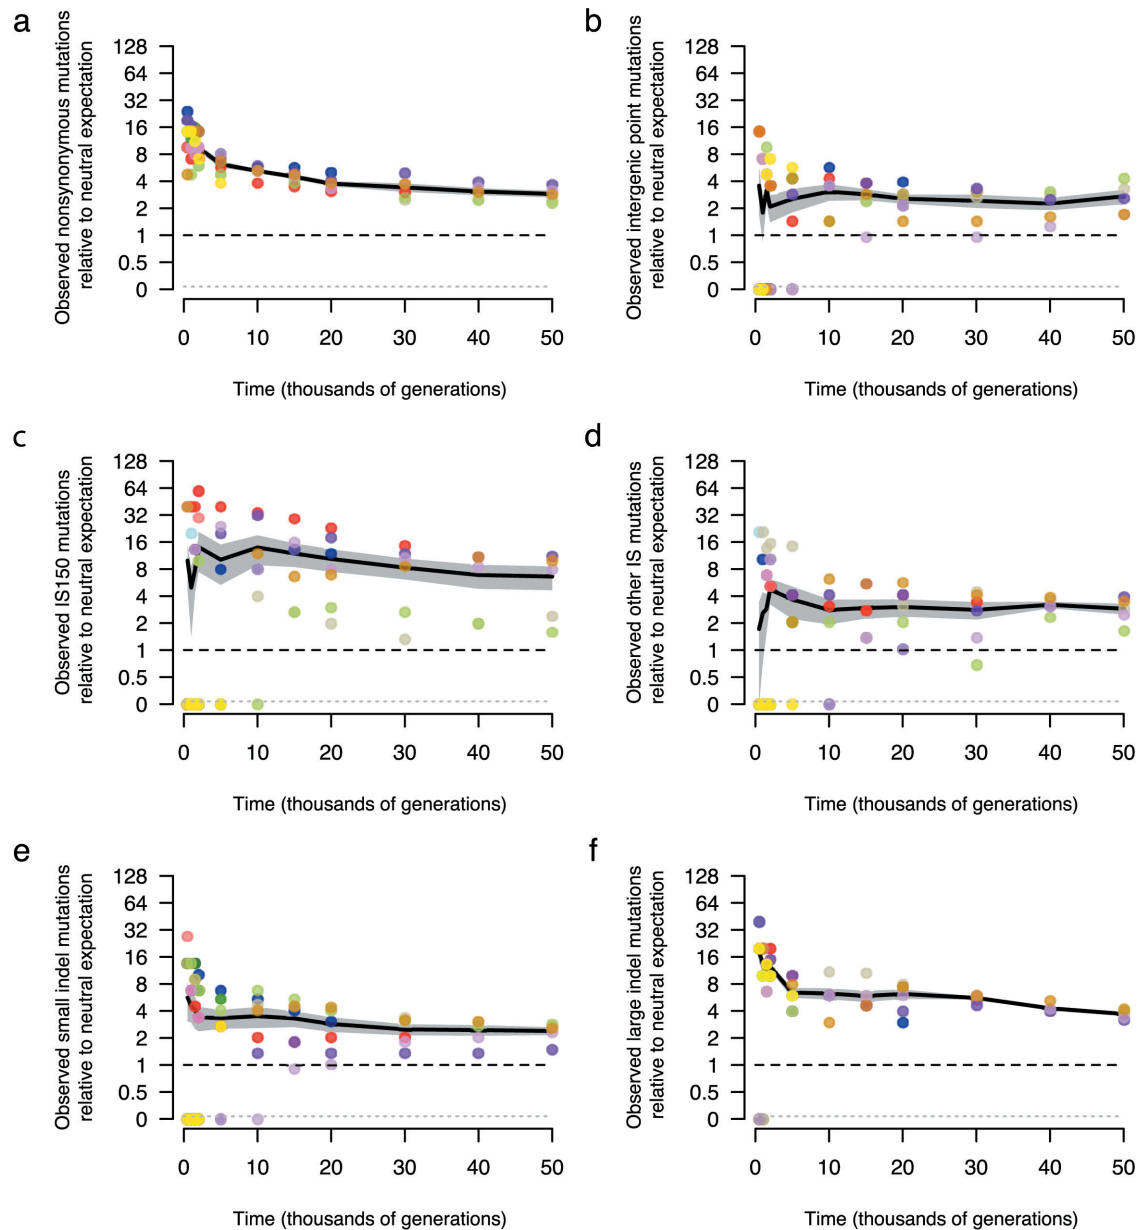 a
Observed nonsynonymous mutations
relative to neutral expectation
128
64
32
16
8
4
2
1
0.5
0
0 10 20 30 40 50
Time (thousands of generations)
b
Observed intergenic point mutations
relative to neutral expectation
128
64
32
16
8
4
2
1
0.5
0
0 10 20 30 40 50
Time (thousands of generations)
c
Observed IS150 mutations
relative to neutral expectation
128
64
32
16
8
4
2
1
0.5
0
0 10 20 30 40 50
Time (thousands of generations)
d
Observed other IS mutations
relative to neutral expectation
128
64
32
16
8
4
2
1
0.5
0
0 10 20 30 40 50
Time (thousands of generations)
e
Observed small indel mutations
relative to neutral expectation
128
64
32
16
8
4
2
1
0.5
0
0 10 20 30 40 50
Time (thousands of generations)
f
Observed large indel mutations
relative to neutral expectation
128
64
32
16
8
4
2
1
0.5
0
0 10 20 30 40 50
Time (thousands of generations)